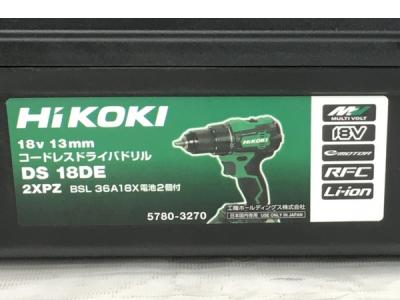 HiKOKI
18v 13mm
コードレスドライバドリル
DS 18DE
2XPZ BSL 36A18X電池2個付
5780-3270
工機ホールディングス株式会社
日本国内専用 USE ONLY IN JAPAN
MV
MULTI VOLT
18V
eMOTOR
RFC
Li-ion